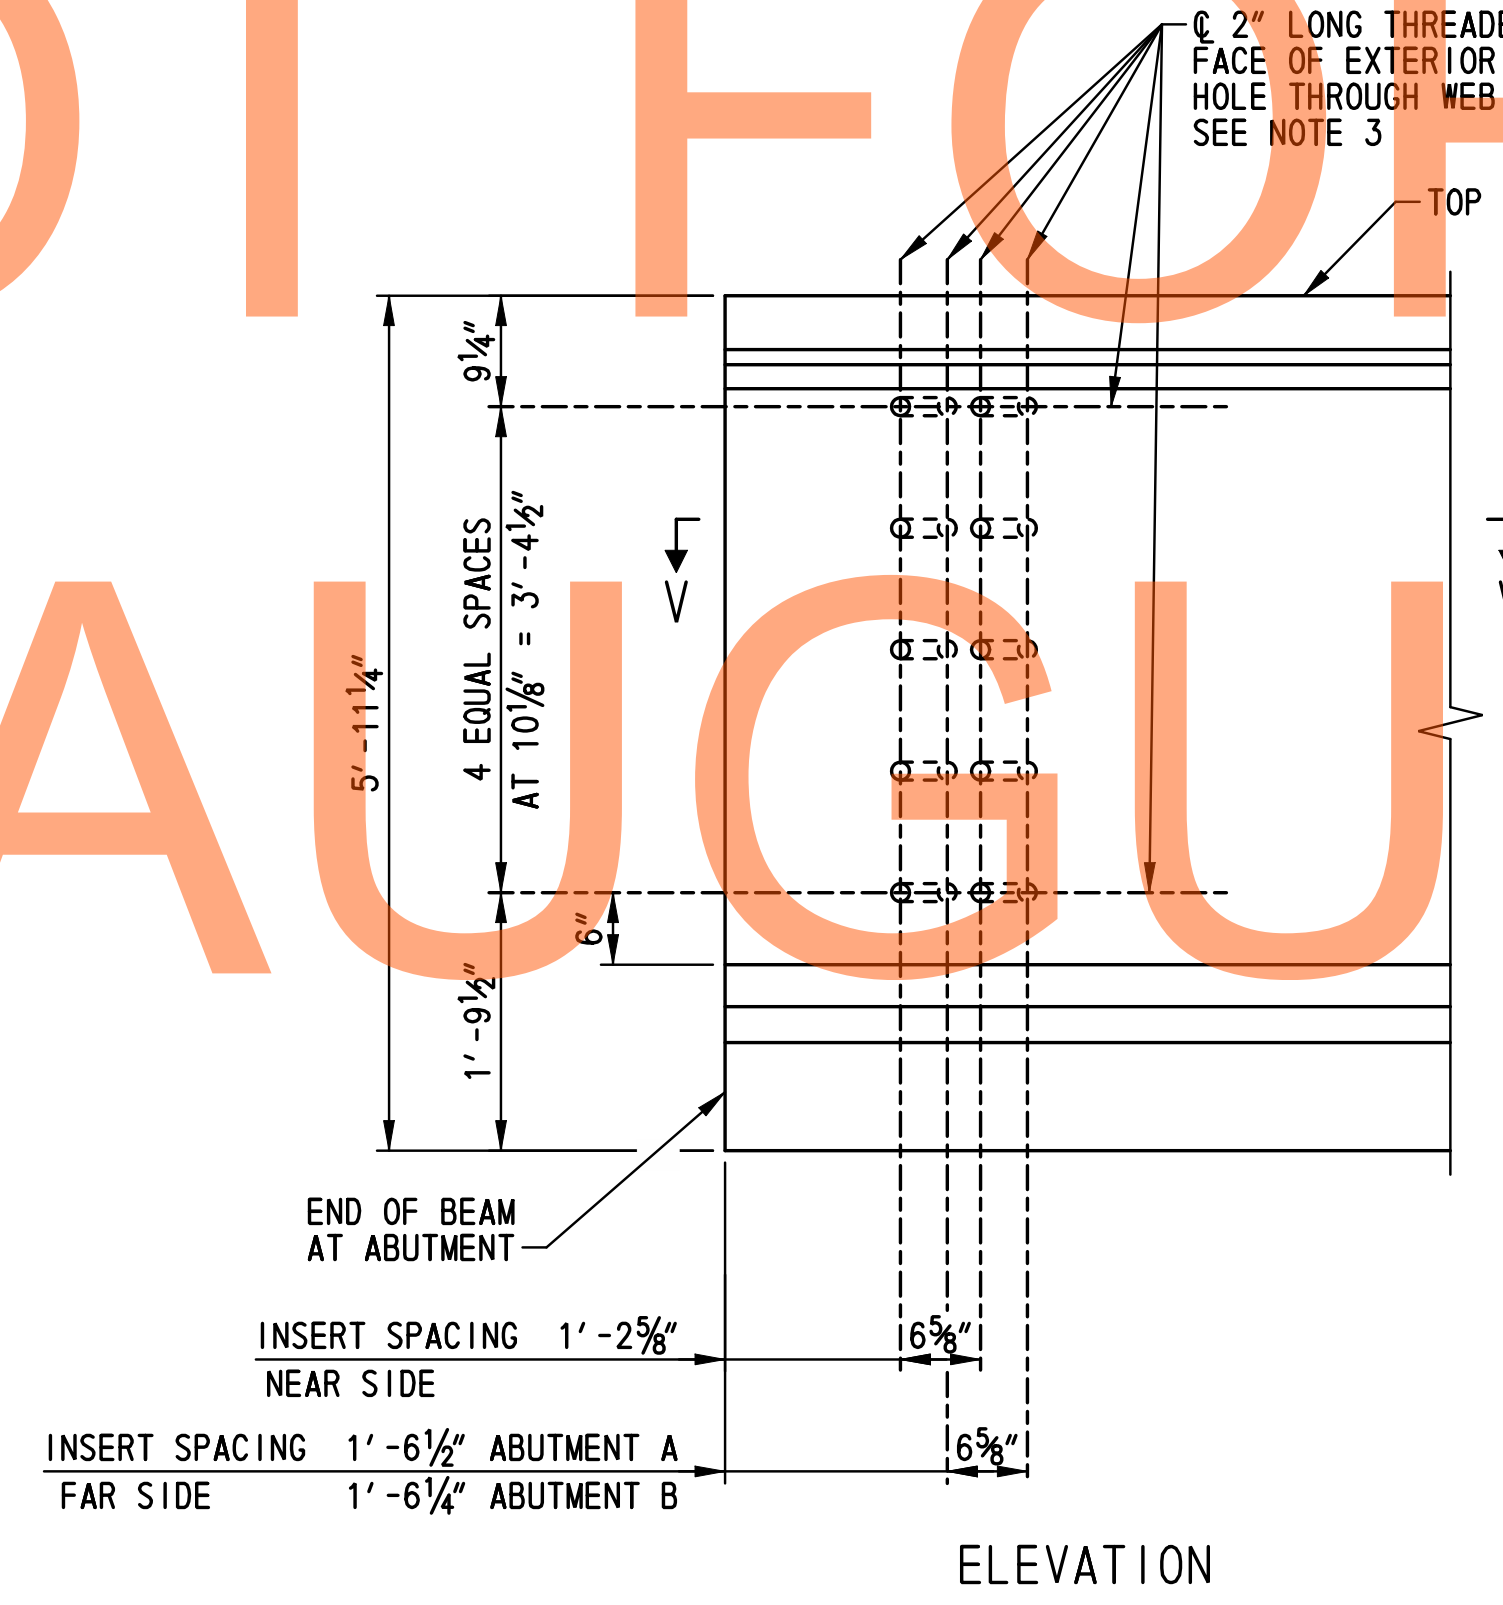 ℄ 2" LONG THREADE
FACE OF EXTERIOR
HOLE THROUGH WEB
SEE NOTE 3
TOP
9¼"
4 EQUAL SPACES
AT 10⅛" = 3'-4½"
5'-11¼"
6"
1'-9½"
V
END OF BEAM
AT ABUTMENT
INSERT SPACING 1'-2⅝"
NEAR SIDE
6⅝"
INSERT SPACING 1'-6½" ABUTMENT A
FAR SIDE 1'-6¼" ABUTMENT B
6⅝"
ELEVATION
OT FOR
AUGU